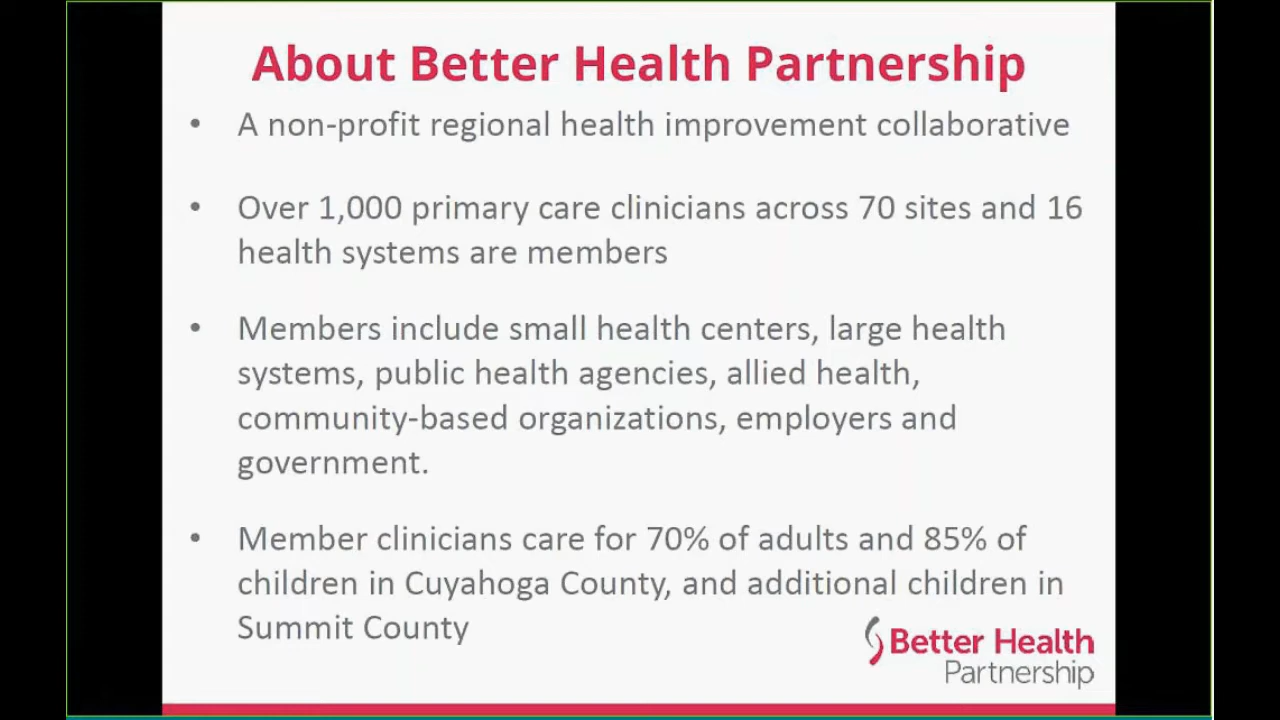 About Better Health Partnership
• A non-profit regional health improvement collaborative
• Over 1,000 primary care clinicians across 70 sites and 16
health systems are members
• Members include small health centers, large health
systems, public health agencies, allied health,
community-based organizations, employers and
government.
• Member clinicians care for 70% of adults and 85% of
children in Cuyahoga County, and additional children in
Summit County
Better Health
Partnership